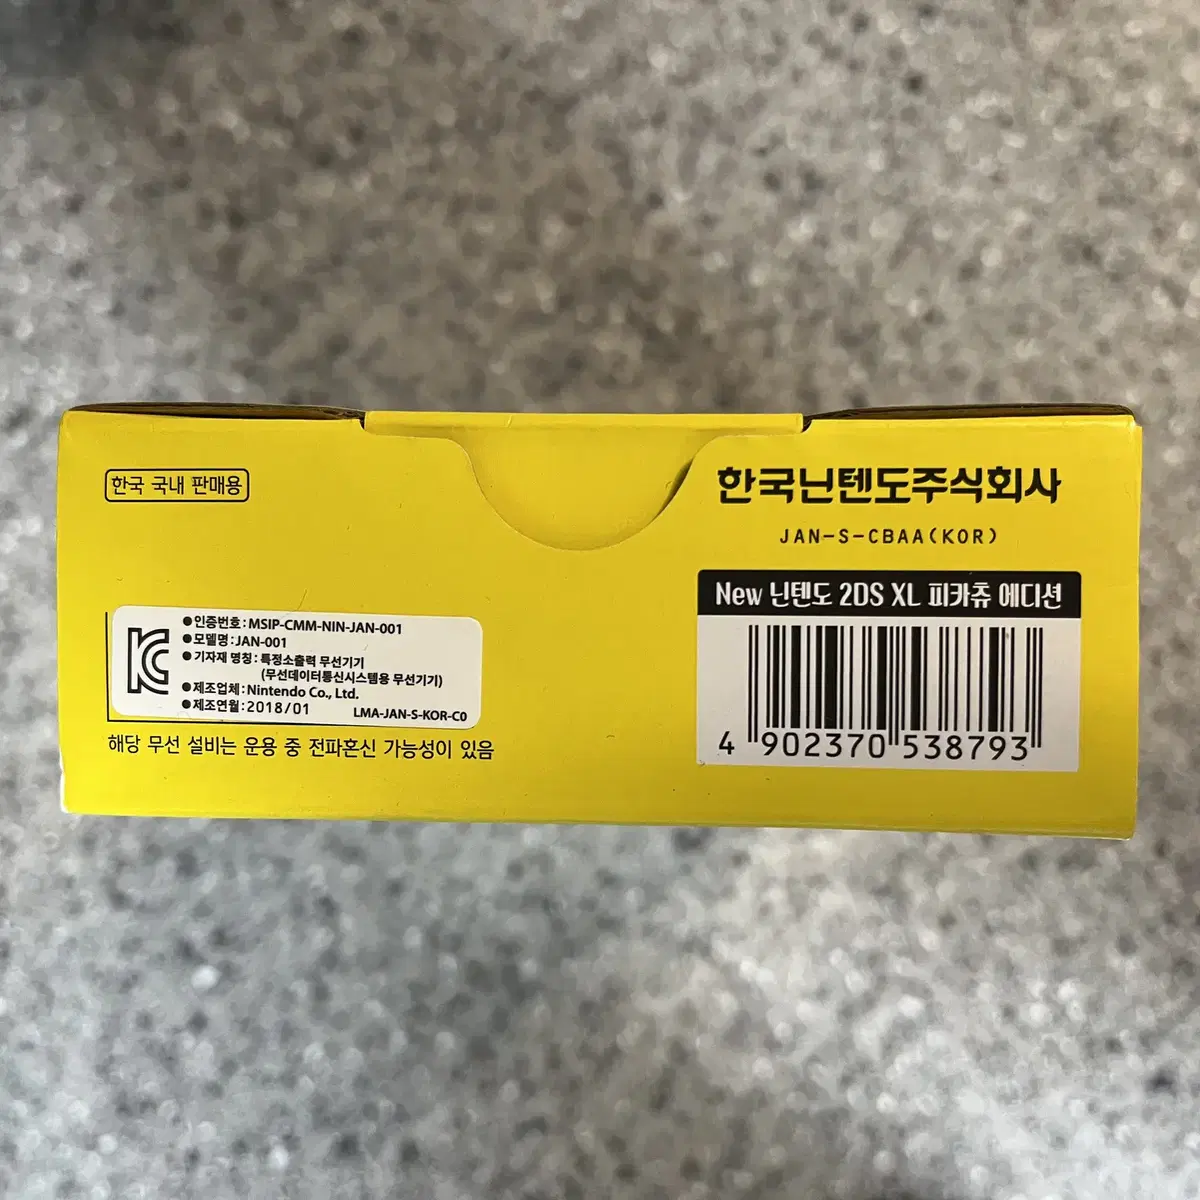 한국 국내 판매용
한국닌텐도주식회사
JAN-S-CBAA(KOR)
New 닌텐도 2DS XL 피카츄 에디션
4 902370 538793
KC
●인증번호: MSIP-CMM-NIN-JAN-001
●모델명: JAN-001
●기자재 명칭: 특정소출력 무선기기
(무선데이터통신시스템용 무선기기)
●제조업체: Nintendo Co., Ltd.
●제조연월: 2018/01 LMA-JAN-S-KOR-C0
해당 무선 설비는 운용 중 전파혼신 가능성이 있음